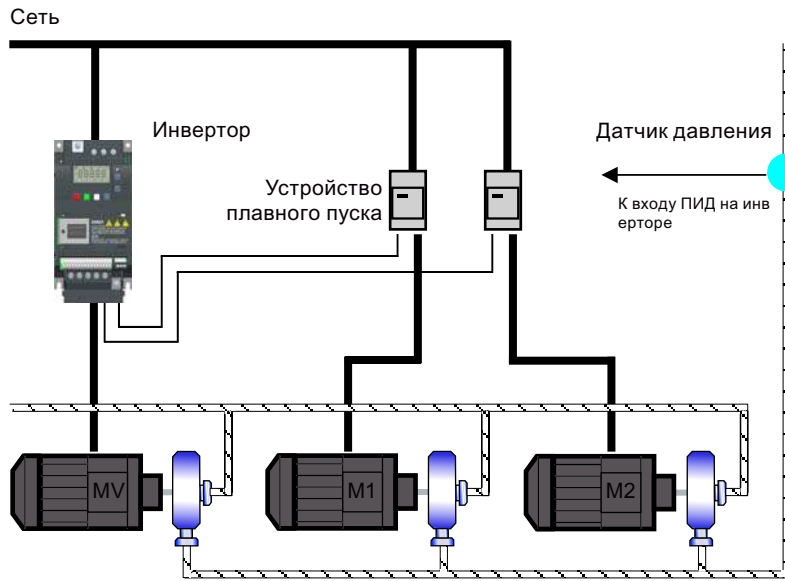 Сеть
Инвертор
Датчик давления
Устройство
плавного пуска
К входу ПИД на инв
ерторе
MV
M1
M2